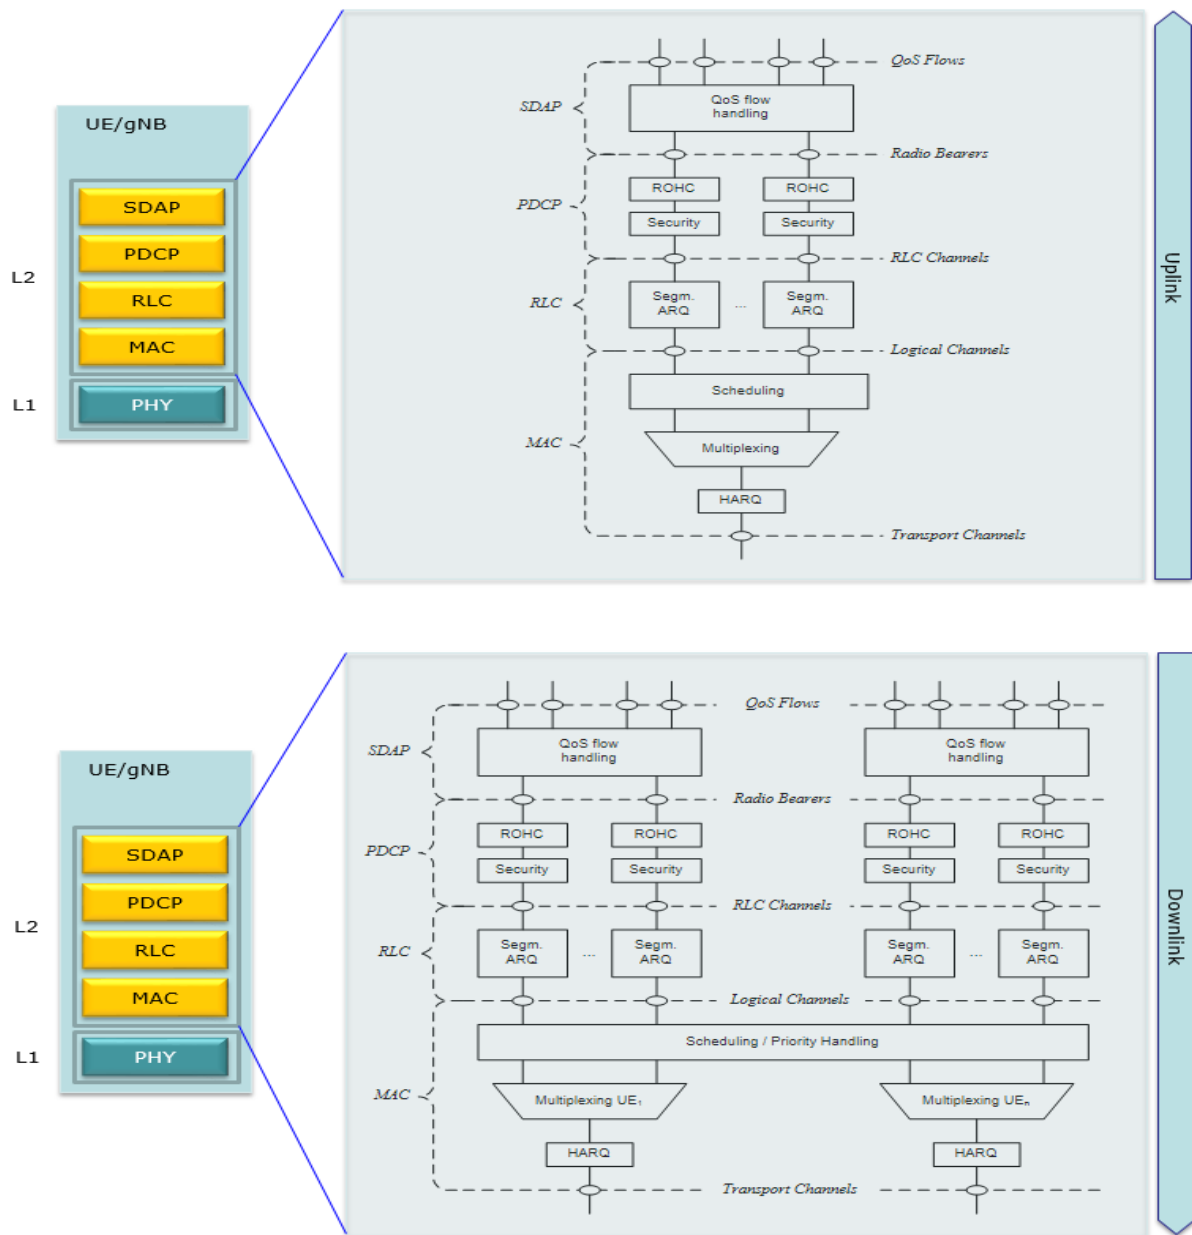 UE/gNB
SDAP
PDCP
RLC
MAC
PHY
L2
L1
QoS Flows
SDAP
QoS flow
handling
Radio Bearers
PDCP
ROHC
ROHC
Security
Security
RLC Channels
RLC
Segm.
ARQ
...
Segm.
ARQ
Logical Channels
MAC
Scheduling
Multiplexing
HARQ
Transport Channels
Uplink
UE/gNB
SDAP
PDCP
RLC
MAC
PHY
L2
L1
QoS Flows
SDAP
QoS flow
handling
QoS flow
handling
Radio Bearers
PDCP
ROHC
ROHC
ROHC
ROHC
Security
Security
Security
Security
RLC Channels
RLC
Segm.
ARQ
...
Segm.
ARQ
Segm.
ARQ
...
Segm.
ARQ
Logical Channels
MAC
Scheduling / Priority Handling
Multiplexing UE₁
Multiplexing UEₙ
HARQ
HARQ
Transport Channels
Downlink